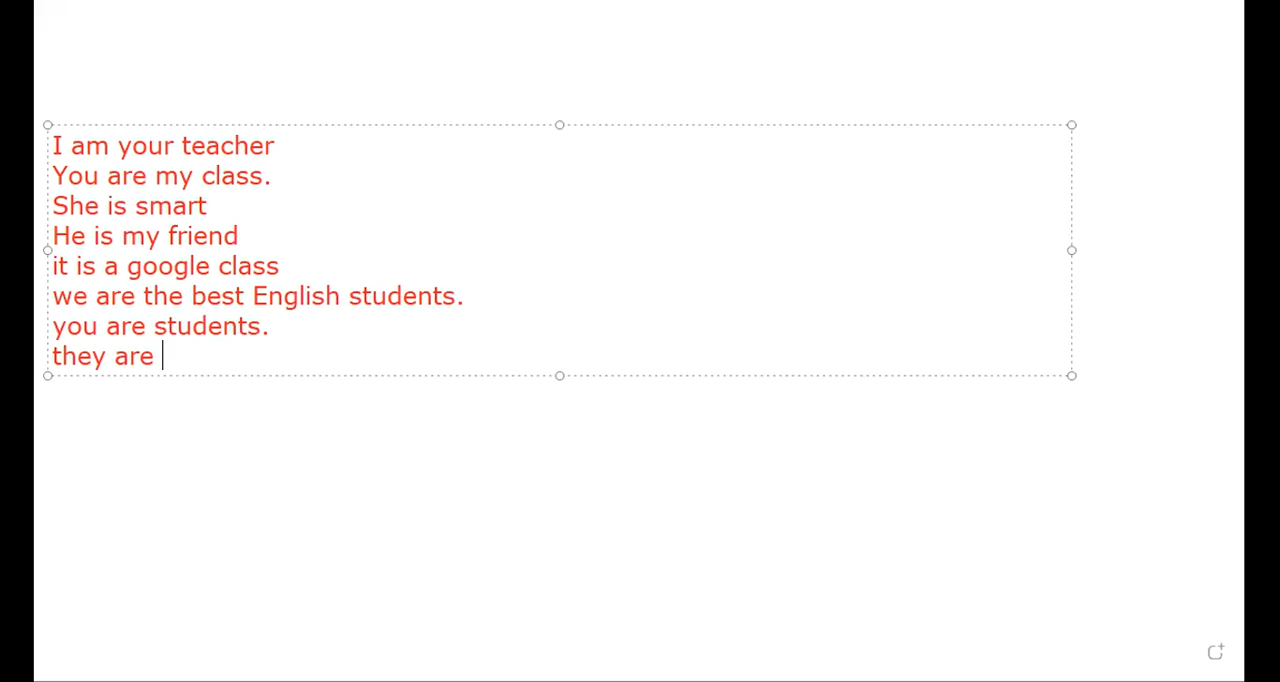 I am your teacher
You are my class.
She is smart
He is my friend
it is a google class
we are the best English students.
you are students.
they are